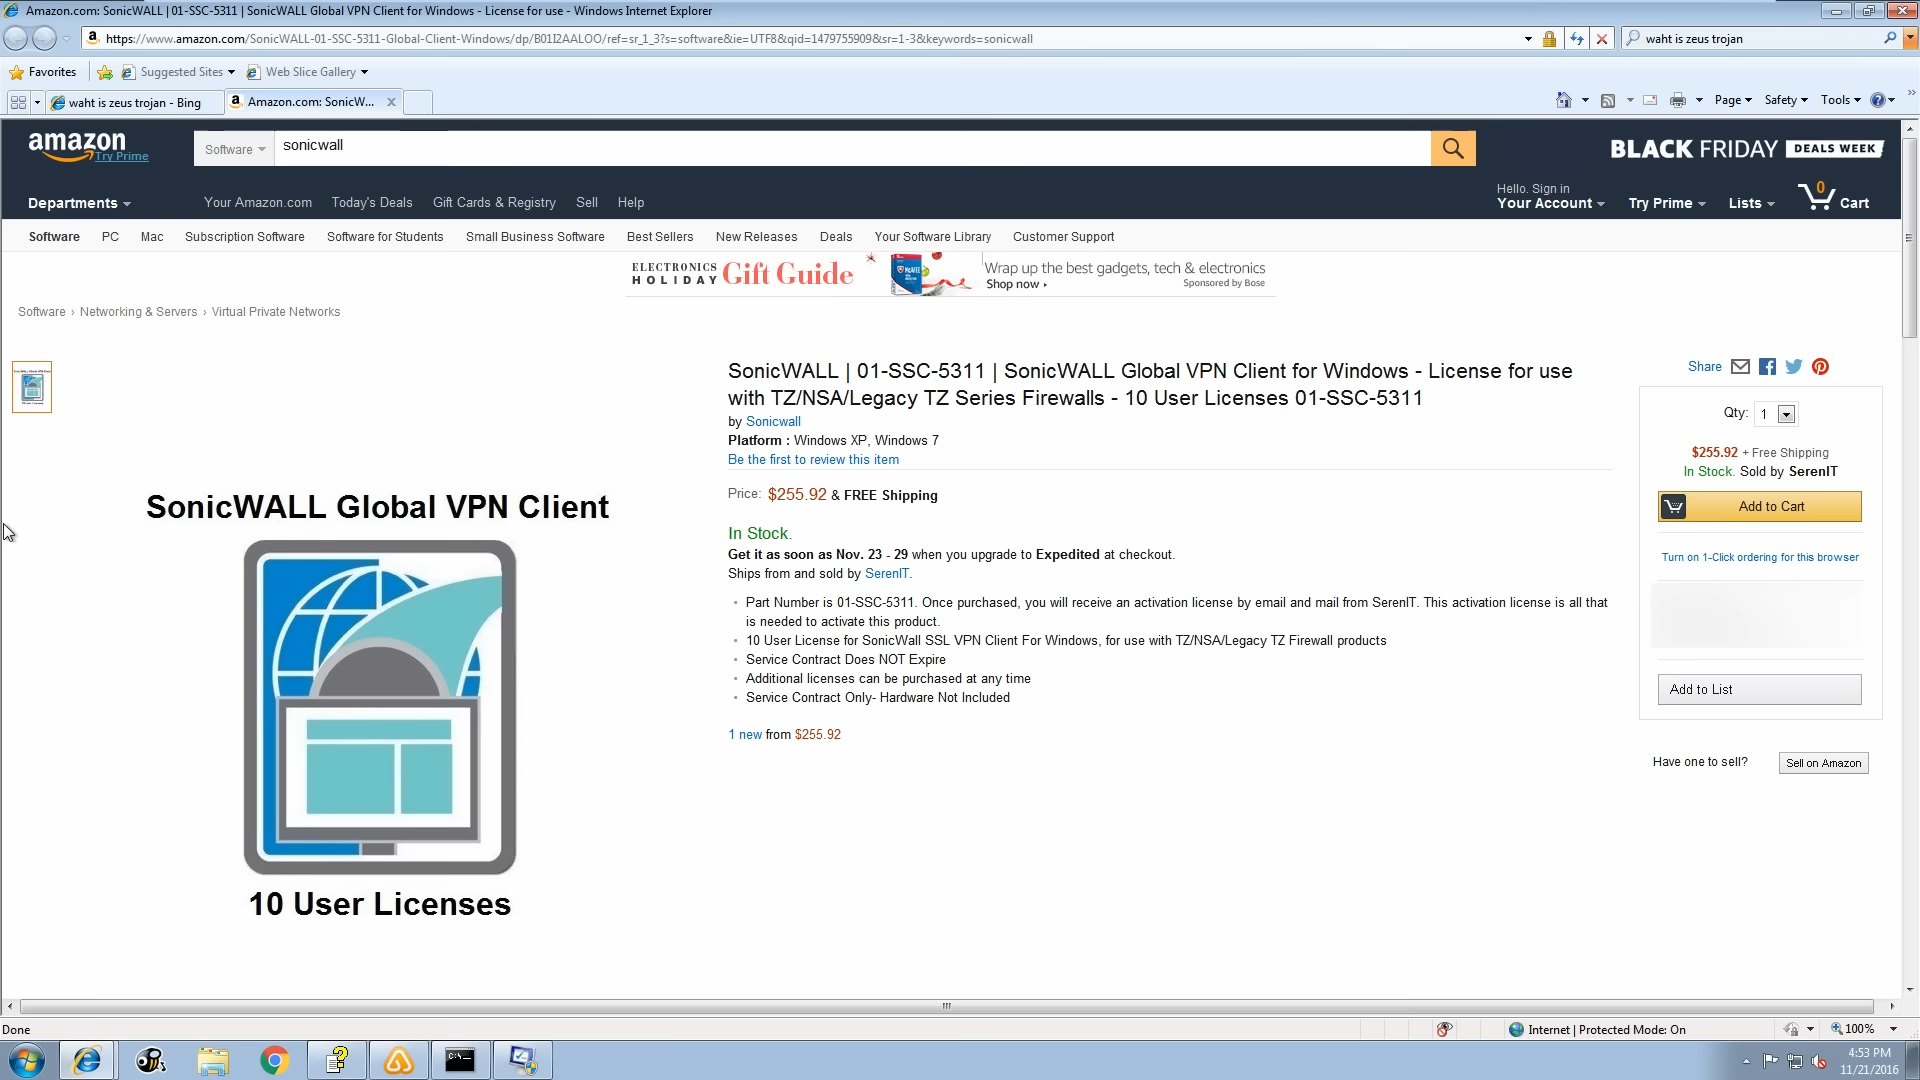 Amazon.com: SonicWALL | 01-SSC-5311 | SonicWALL Global VPN Client for Windows - License for use - Windows Internet Explorer
https://www.amazon.com/SonicWALL-01-SSC-5311-Global-Client-Windows/dp/B01I2AALOO/ref=sr_1_3?s=software&ie=UTF8&qid=1479755909&sr=1-3&keywords=sonicwall
waht is zeus trojan
Favorites
Suggested Sites
Web Slice Gallery
waht is zeus trojan - Bing
Amazon.com: SonicW...
Page
Safety
Tools
amazon
Try Prime
Software
sonicwall
BLACK FRIDAY DEALS WEEK
Departments
Your Amazon.com
Today's Deals
Gift Cards & Registry
Sell
Help
Hello. Sign in
Your Account
Try Prime
Lists
0
Cart
Software
PC
Mac
Subscription Software
Software for Students
Small Business Software
Best Sellers
New Releases
Deals
Your Software Library
Customer Support
ELECTRONICS
HOLIDAY
Gift Guide
McAFEE
Wrap up the best gadgets, tech & electronics
Shop now ›
Sponsored by Bose
Software › Networking & Servers › Virtual Private Networks
SonicWALL | 01-SSC-5311 | SonicWALL Global VPN Client for Windows - License for use
with TZ/NSA/Legacy TZ Series Firewalls - 10 User Licenses 01-SSC-5311
by Sonicwall
Platform : Windows XP, Windows 7
Be the first to review this item
Price: $255.92 & FREE Shipping
In Stock.
Get it as soon as Nov. 23 - 29 when you upgrade to Expedited at checkout.
Ships from and sold by SerenIT.
• Part Number is 01-SSC-5311. Once purchased, you will receive an activation license by email and mail from SerenIT. This activation license is all that
is needed to activate this product.
• 10 User License for SonicWall SSL VPN Client For Windows, for use with TZ/NSA/Legacy TZ Firewall products
• Service Contract Does NOT Expire
• Additional licenses can be purchased at any time
• Service Contract Only- Hardware Not Included
1 new from $255.92
SonicWALL Global VPN Client
10 User Licenses
Share
Qty: 1
$255.92 + Free Shipping
In Stock. Sold by SerenIT
Add to Cart
Turn on 1-Click ordering for this browser
Add to List
Have one to sell?
Sell on Amazon
Done
Internet | Protected Mode: On
100%
C:\_
4:53 PM
11/21/2016